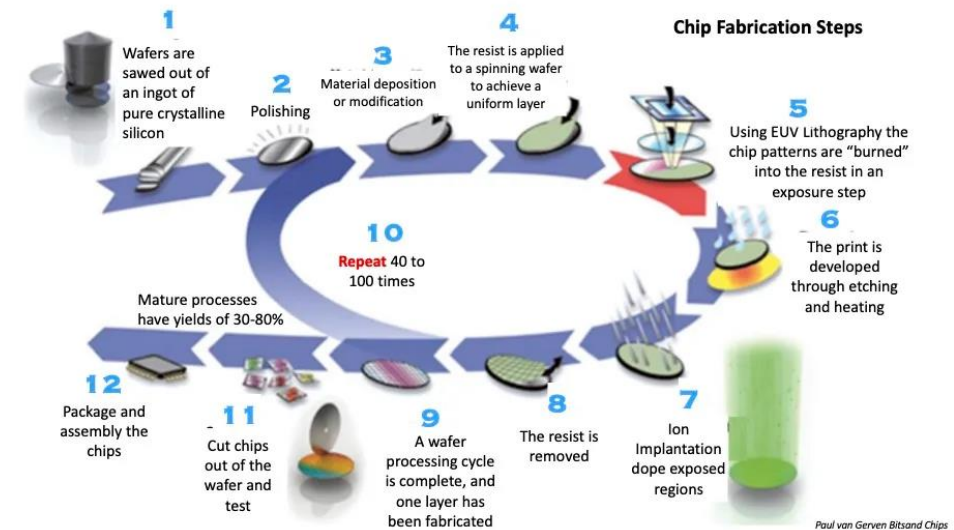 Chip Fabrication Steps
1
Wafers are
sawed out of
an ingot of
pure crystalline
silicon
2
Polishing
3
Material deposition
or modification
4
The resist is applied
to a spinning wafer
to achieve a
uniform layer
5
Using EUV Lithography the
chip patterns are “burned”
into the resist in an
exposure step
6
The print is
developed
through etching
and heating
7
Ion
Implantation
dope exposed
regions
8
The resist is
removed
9
A wafer
processing cycle
is complete, and
one layer has
been fabricated
10
Repeat 40 to
100 times
Mature processes
have yields of 30-80%
11
Cut chips
out of the
wafer and
test
12
Package and
assembly the
chips
Paul van Gerven Bitsand Chips